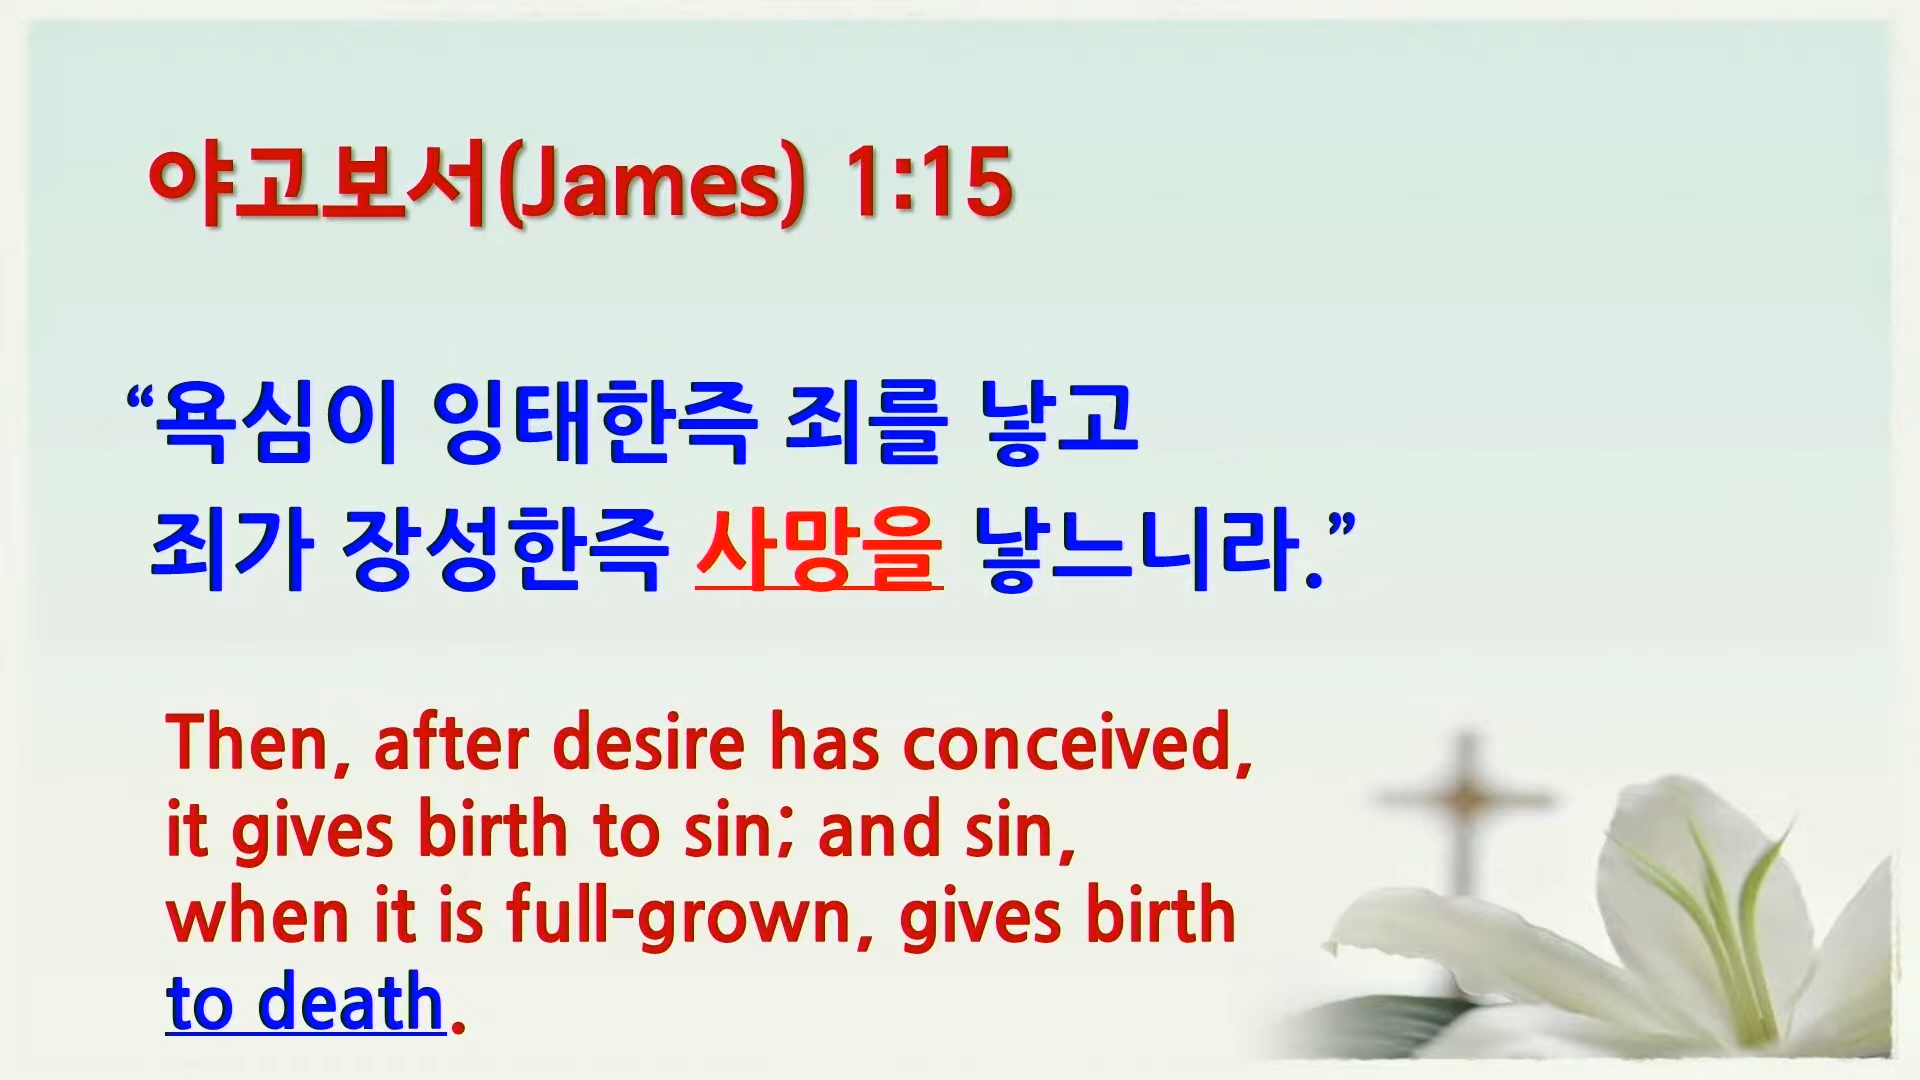 야고보서(James) 1:15
“욕심이 잉태한즉 죄를 낳고
죄가 장성한즉 사망을 낳느니라.”
Then, after desire has conceived,
it gives birth to sin; and sin,
when it is full-grown, gives birth
to death.